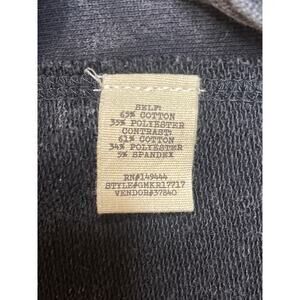 SELF:
65% COTTON
35% POLYESTER
CONTRAST:
61% COTTON
34% POLYESTER
5% SPANDEX
RN#149444
STYLE#GMKR17717
VENDOR#37840